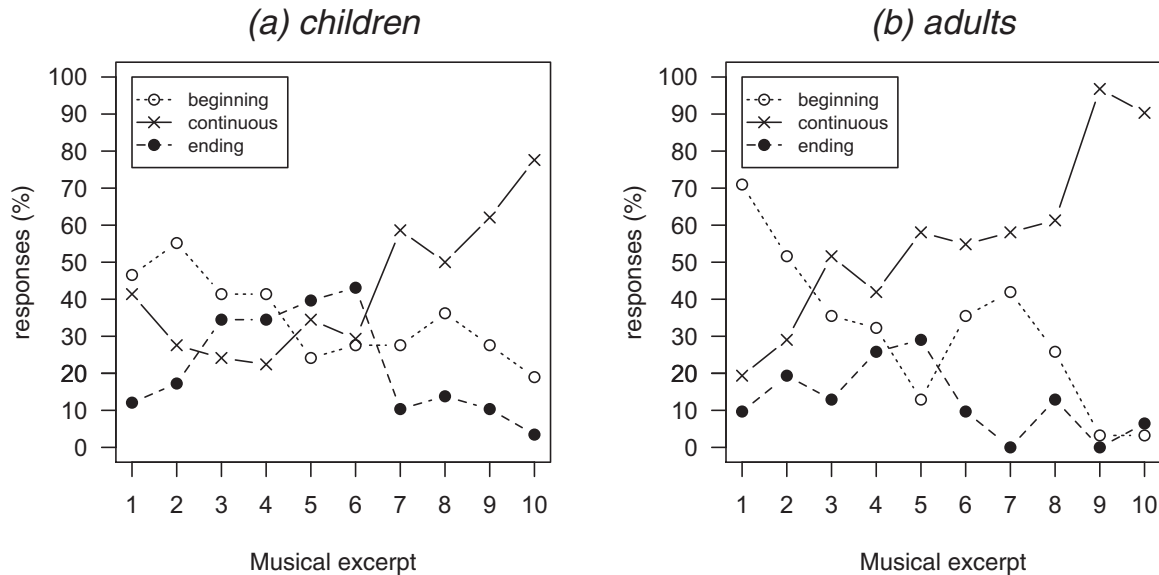 (a) children
100
90
80
70
60
50
40
30
20
10
0
responses (%)
beginning
continuous
ending
1 2 3 4 5 6 7 8 9 10
Musical excerpt
(b) adults
100
90
80
70
60
50
40
30
20
10
0
responses (%)
beginning
continuous
ending
1 2 3 4 5 6 7 8 9 10
Musical excerpt